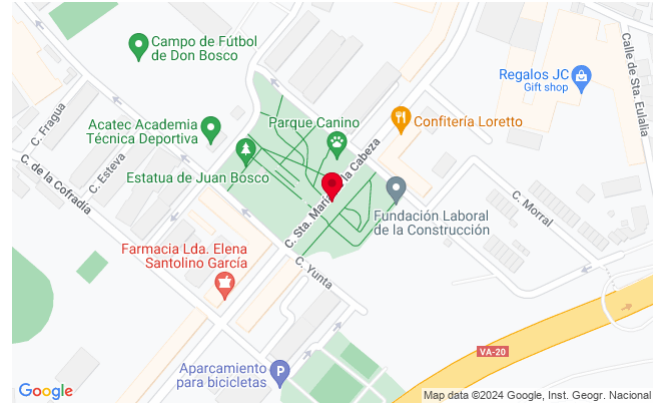 Campo de Fútbol
de Don Bosco
Calle de Sta. Eulalia
Regalos JC
Gift shop
C. Fragua
Acatec Academia
Técnica Deportiva
Parque Canino
Confitería Loretto
C. Esteva
Estatua de Juan Bosco
C. de la Cofradía
C. Sta. Mari la Cabeza
Fundación Laboral
de la Construcción
C. Morral
Farmacia Lda. Elena
Santolino García
C. Yunta
VA-20
Aparcamiento
para bicicletas
P
Google
Map data ©2024 Google, Inst. Geogr. Nacional